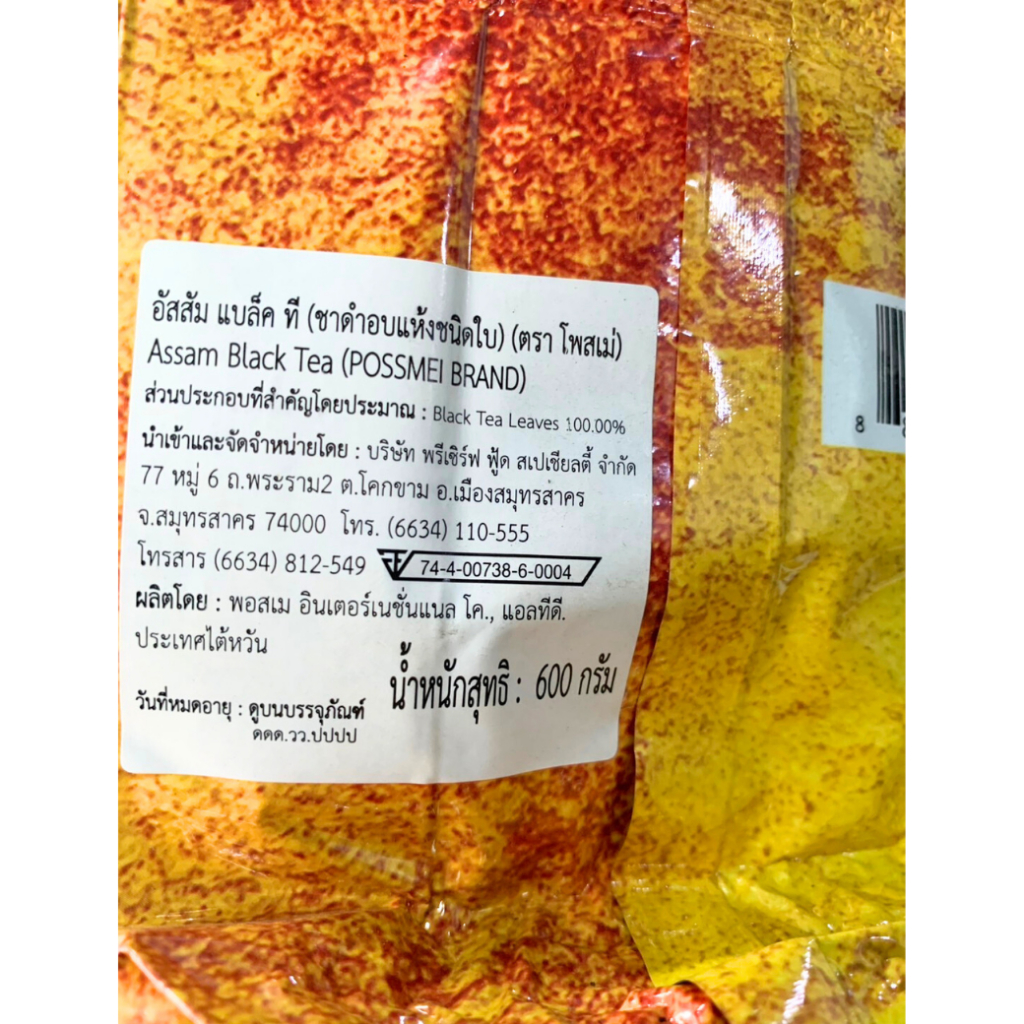 อัสสัม แบล็ค ที (ชาดำอบแห้งชนิดใบ) (ตรา โพสเม่)
Assam Black Tea (POSSMEI BRAND)
ส่วนประกอบที่สำคัญโดยประมาณ : Black Tea Leaves 100.00%
นำเข้าและจัดจำหน่ายโดย : บริษัท พรีเซิร์ฟ ฟู้ด สเปเชียลตี้ จำกัด
77 หมู่ 6 ถ.พระราม2 ต.โคกขาม อ.เมืองสมุทรสาคร
จ.สมุทรสาคร 74000 โทร. (6634) 110-555
โทรสาร (6634) 812-549 74-4-00738-6-0004
ผลิตโดย : พอสเม อินเตอร์เนชั่นแนล โค., แอลทีดี.
ประเทศไต้หวัน
น้ำหนักสุทธิ : 600 กรัม
วันที่หมดอายุ : ดูบนบรรจุภัณฑ์
ดดด.วว.ปปปป
8